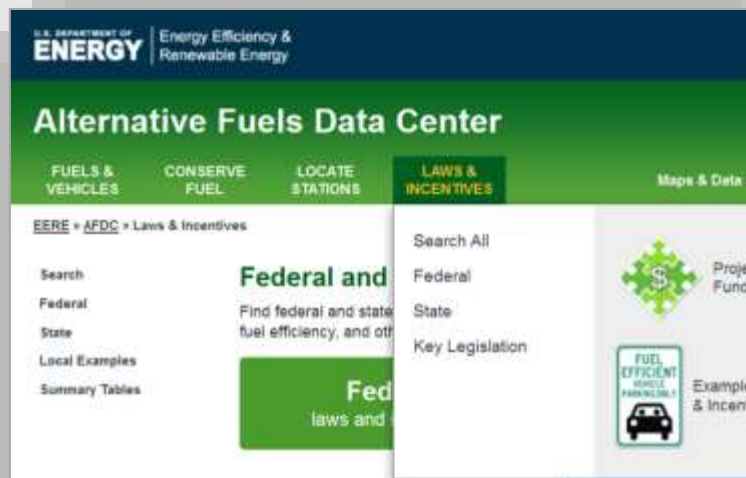 U.S. DEPARTMENT OF
ENERGY
Energy Efficiency &
Renewable Energy
Alternative Fuels Data Center
FUELS &
VEHICLES
CONSERVE
FUEL
LOCATE
STATIONS
LAWS &
INCENTIVES
Maps & Data
EERE » AFDC » Laws & Incentives
Search
Federal
State
Local Examples
Summary Tables
Federal and
Find federal and state
fuel efficiency, and oth
Fed
laws and
Search All
Federal
State
Key Legislation
$
Proje
Fund
FUEL
EFFICIENT
VEHICLE
PARKING ONLY
Example
& Incen